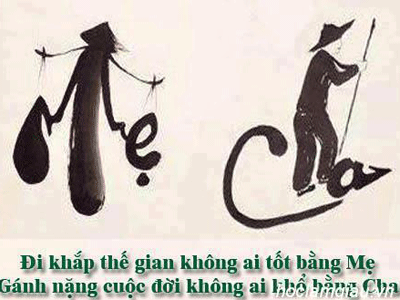 Mẹ
Cha
Đi khắp thế gian không ai tốt bằng Mẹ
Gánh nặng cuộc đời không ai khổ bằng Cha